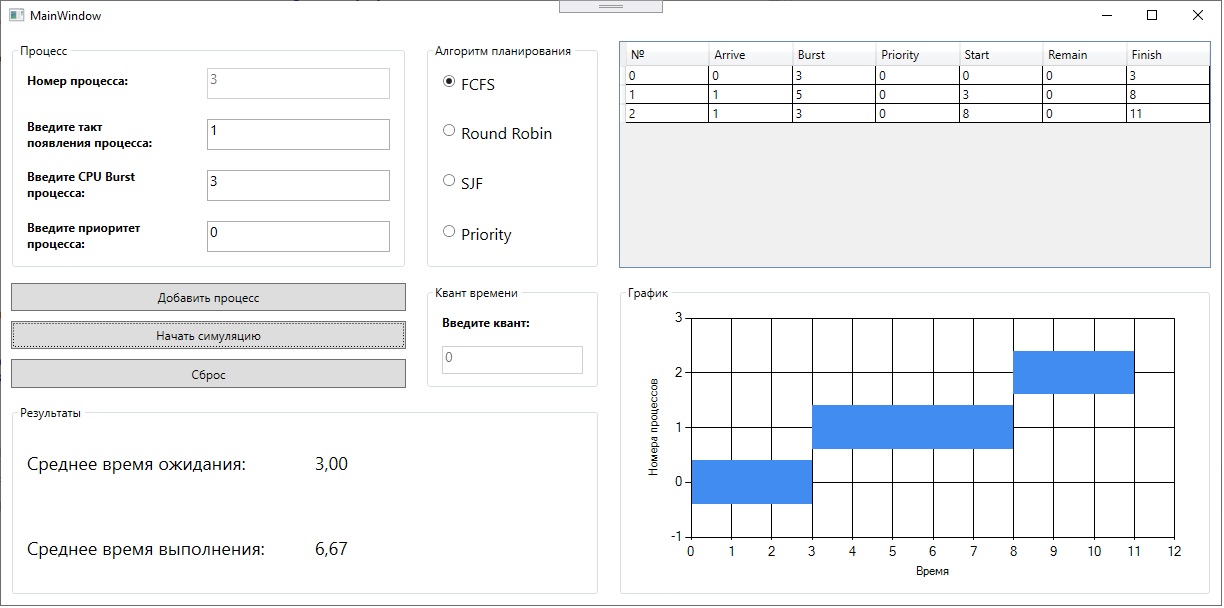 MainWindow
Процесс
Номер процесса:
3
Введите такт
появления процесса:
1
Введите CPU Burst
процесса:
3
Введите приоритет
процесса:
0
Добавить процесс
Начать симуляцию
Сброс
Алгоритм планирования
FCFS
Round Robin
SJF
Priority
Квант времени
Введите квант:
0
№ Arrive Burst Priority Start Remain Finish
0 0 3 0 0 0 3
1 1 5 0 3 0 8
2 1 3 0 8 0 11
Результаты
Среднее время ожидания: 3,00
Среднее время выполнения: 6,67
График
Номера процессов
3
2
1
0
-1
0 1 2 3 4 5 6 7 8 9 10 11 12
Время